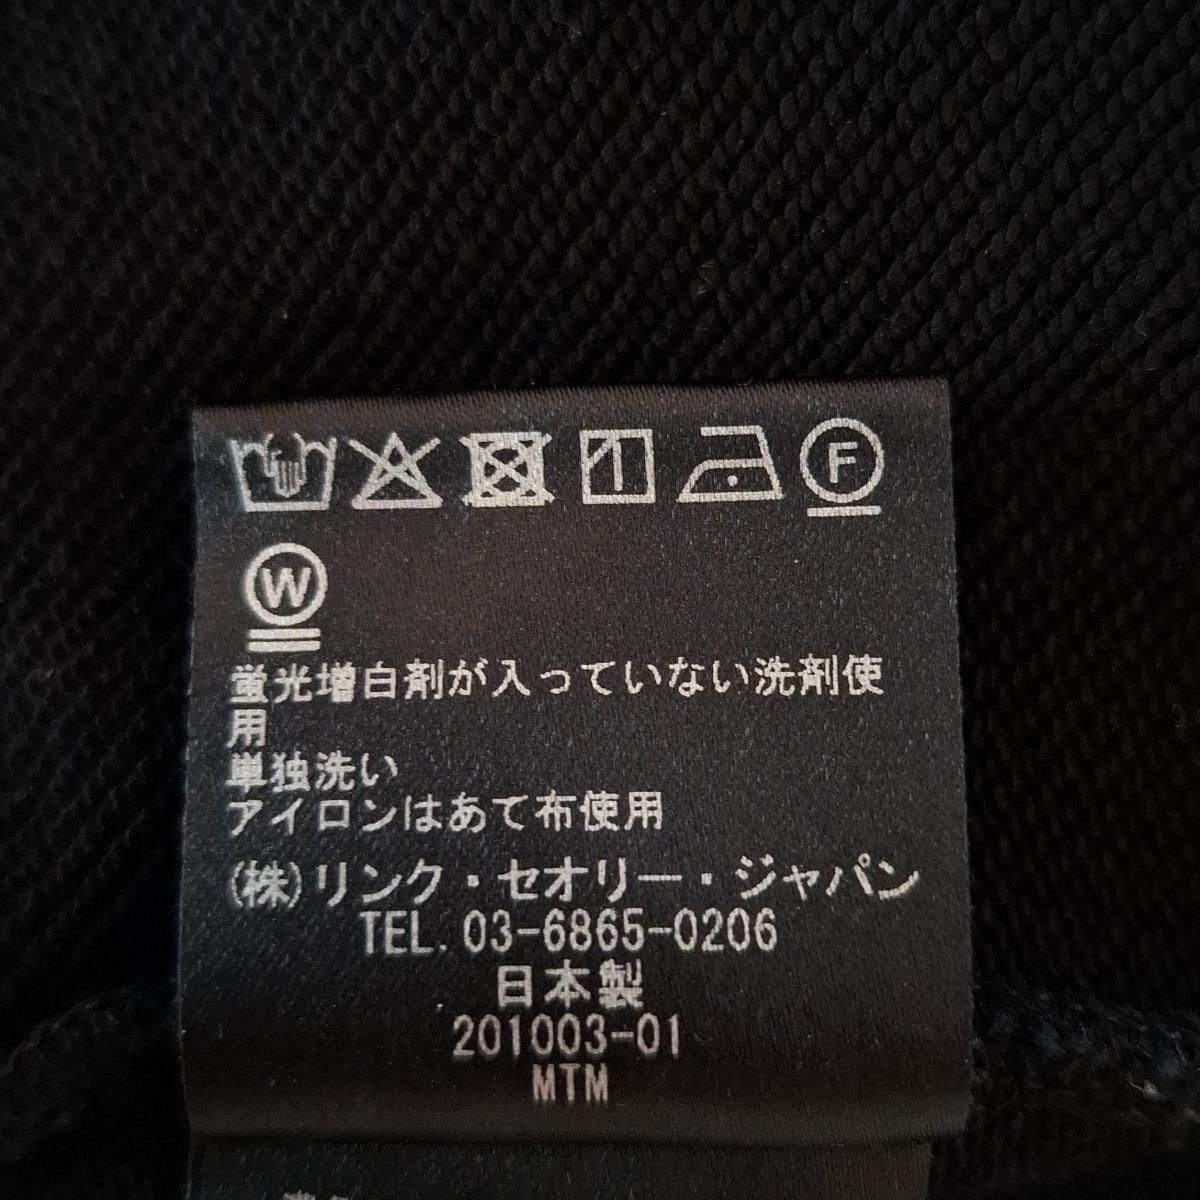 F
W
蛍光増白剤が入っていない洗剤使
用
単独洗い
アイロンはあて布使用
(株)リンク・セオリー・ジャパン
TEL. 03-6865-0206
日本製
201003-01
MTM